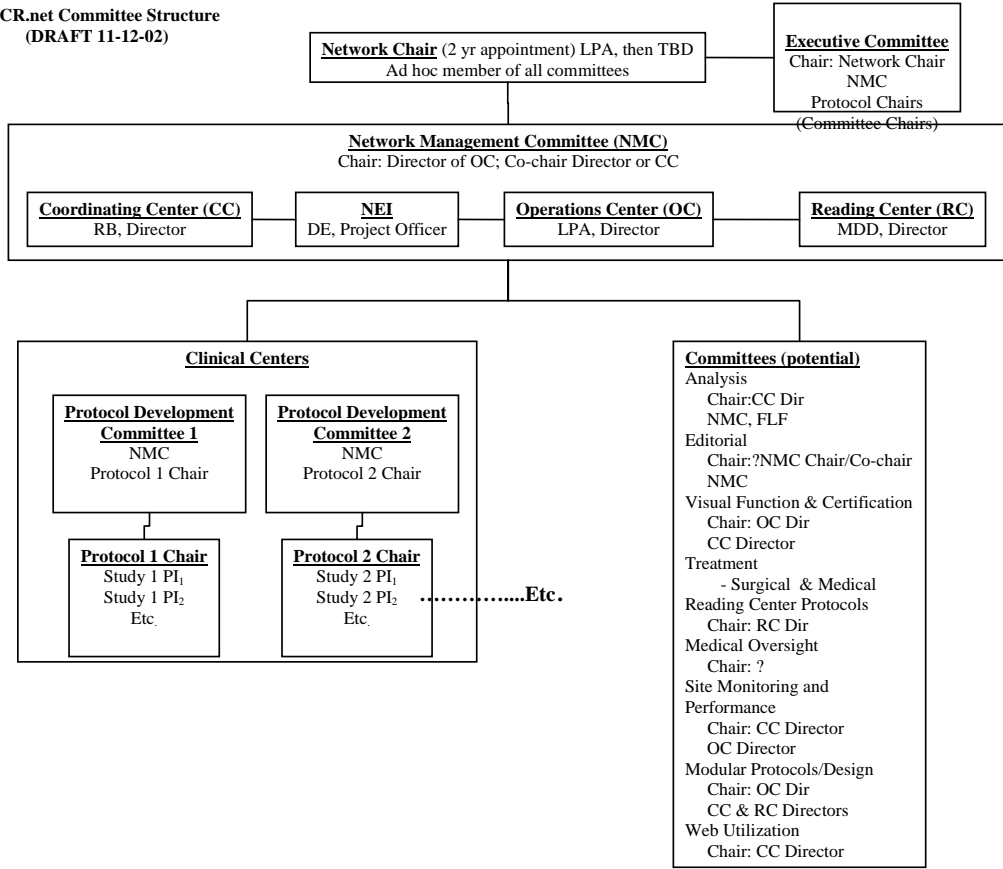 CR.net Committee Structure
(DRAFT 11-12-02)
Network Chair (2 yr appointment) LPA, then TBD
Ad hoc member of all committees
Executive Committee
Chair: Network Chair
NMC
Protocol Chairs
(Committee Chairs)
Network Management Committee (NMC)
Chair: Director of OC; Co-chair Director or CC
Coordinating Center (CC)
RB, Director
NEI
DE, Project Officer
Operations Center (OC)
LPA, Director
Reading Center (RC)
MDD, Director
Clinical Centers
Protocol Development
Committee 1
NMC
Protocol 1 Chair
Protocol Development
Committee 2
NMC
Protocol 2 Chair
Protocol 1 Chair
Study 1 PI₁
Study 1 PI₂
Etc.
Protocol 2 Chair
Study 2 PI₁
Study 2 PI₂
Etc.
................Etc.
Committees (potential)
Analysis
Chair:CC Dir
NMC, FLF
Editorial
Chair:?NMC Chair/Co-chair
NMC
Visual Function & Certification
Chair: OC Dir
CC Director
Treatment
- Surgical & Medical
Reading Center Protocols
Chair: RC Dir
Medical Oversight
Chair: ?
Site Monitoring and
Performance
Chair: CC Director
OC Director
Modular Protocols/Design
Chair: OC Dir
CC & RC Directors
Web Utilization
Chair: CC Director